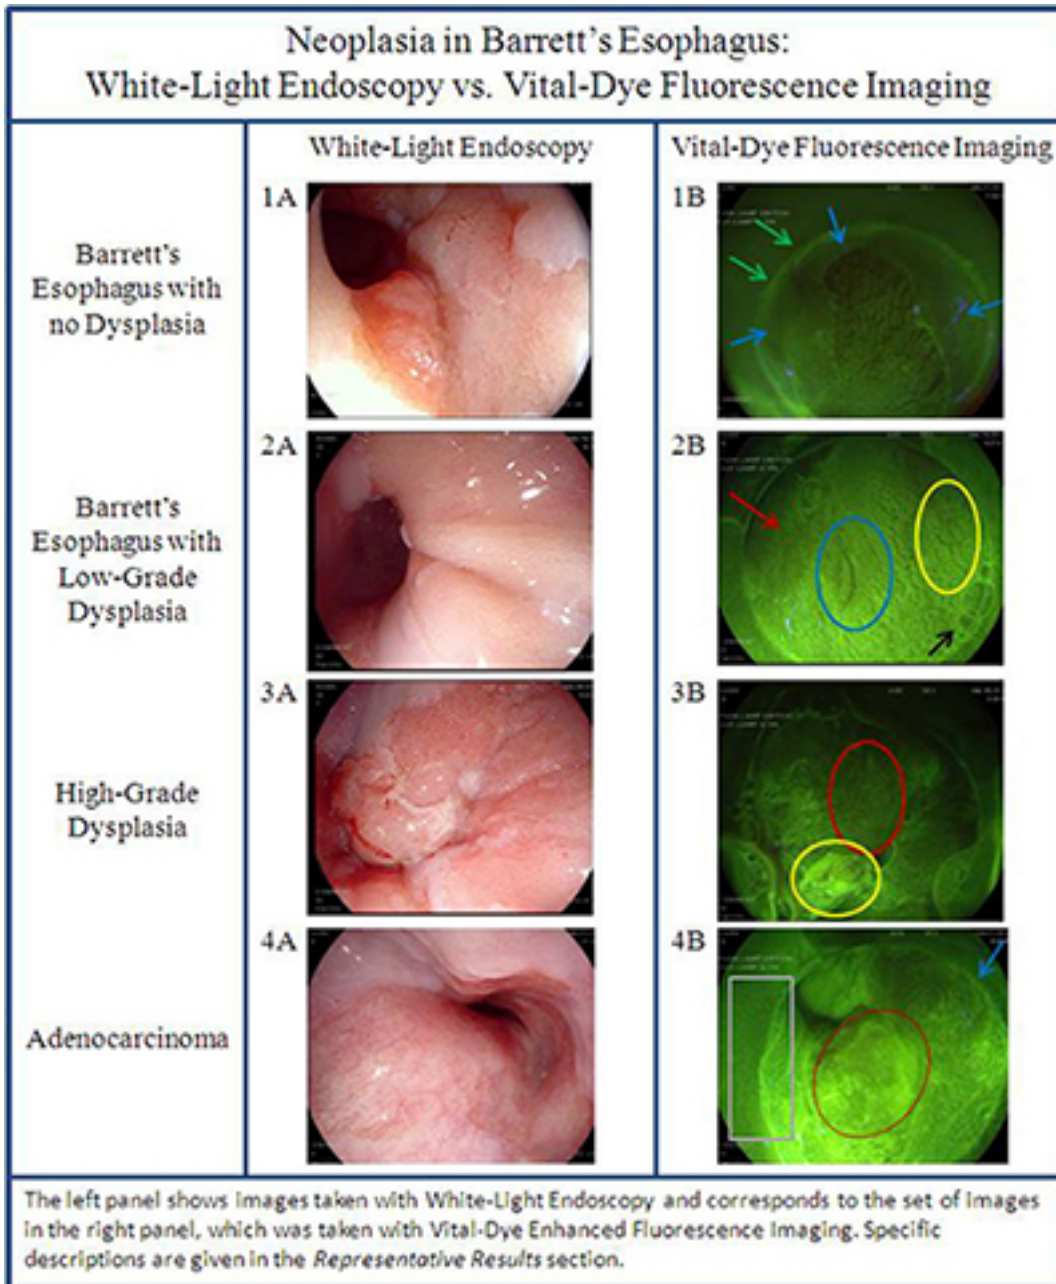 Neoplasia in Barrett's Esophagus:
White-Light Endoscopy vs. Vital-Dye Fluorescence Imaging
White-Light Endoscopy
Vital-Dye Fluorescence Imaging
Barrett's
Esophagus with
no Dysplasia
1A
1B
Barrett's
Esophagus with
Low-Grade
Dysplasia
2A
2B
High-Grade
Dysplasia
3A
3B
Adenocarcinoma
4A
4B
The left panel shows images taken with White-Light Endoscopy and corresponds to the set of images
in the right panel, which was taken with Vital-Dye Enhanced Fluorescence Imaging. Specific
descriptions are given in the Representative Results section.